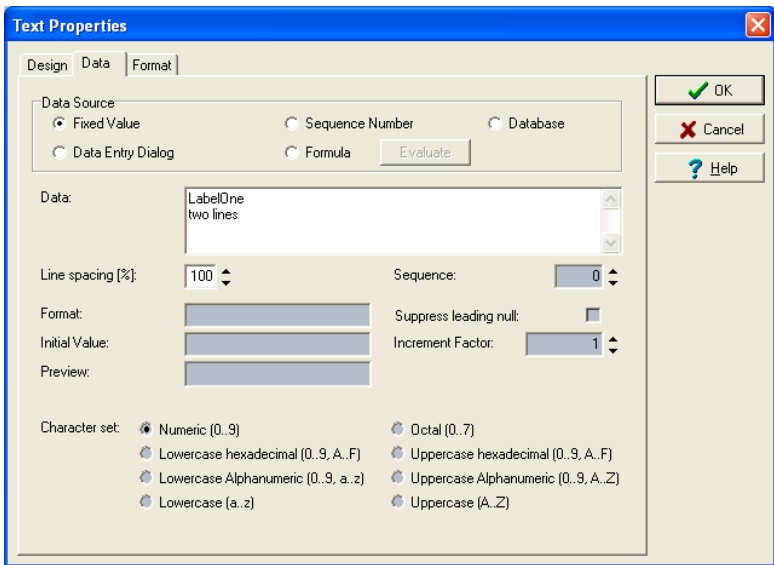 Text Properties
Design Data Format
Data Source
Fixed Value Sequence Number Database
Data Entry Dialog Formula Evaluate
OK
Cancel
Help
Data: LabelOne
two lines
Line spacing [%]: 100 Sequence: 0
Format: Suppress leading null:
Initial Value: Increment Factor: 1
Preview:
Character set: Numeric (0..9) Octal (0..7)
Lowercase hexadecimal (0..9, A..F) Uppercase hexadecimal (0..9, A..F)
Lowercase Alphanumeric (0..9, a..z) Uppercase Alphanumeric (0..9, A..Z)
Lowercase (a..z) Uppercase (A..Z)